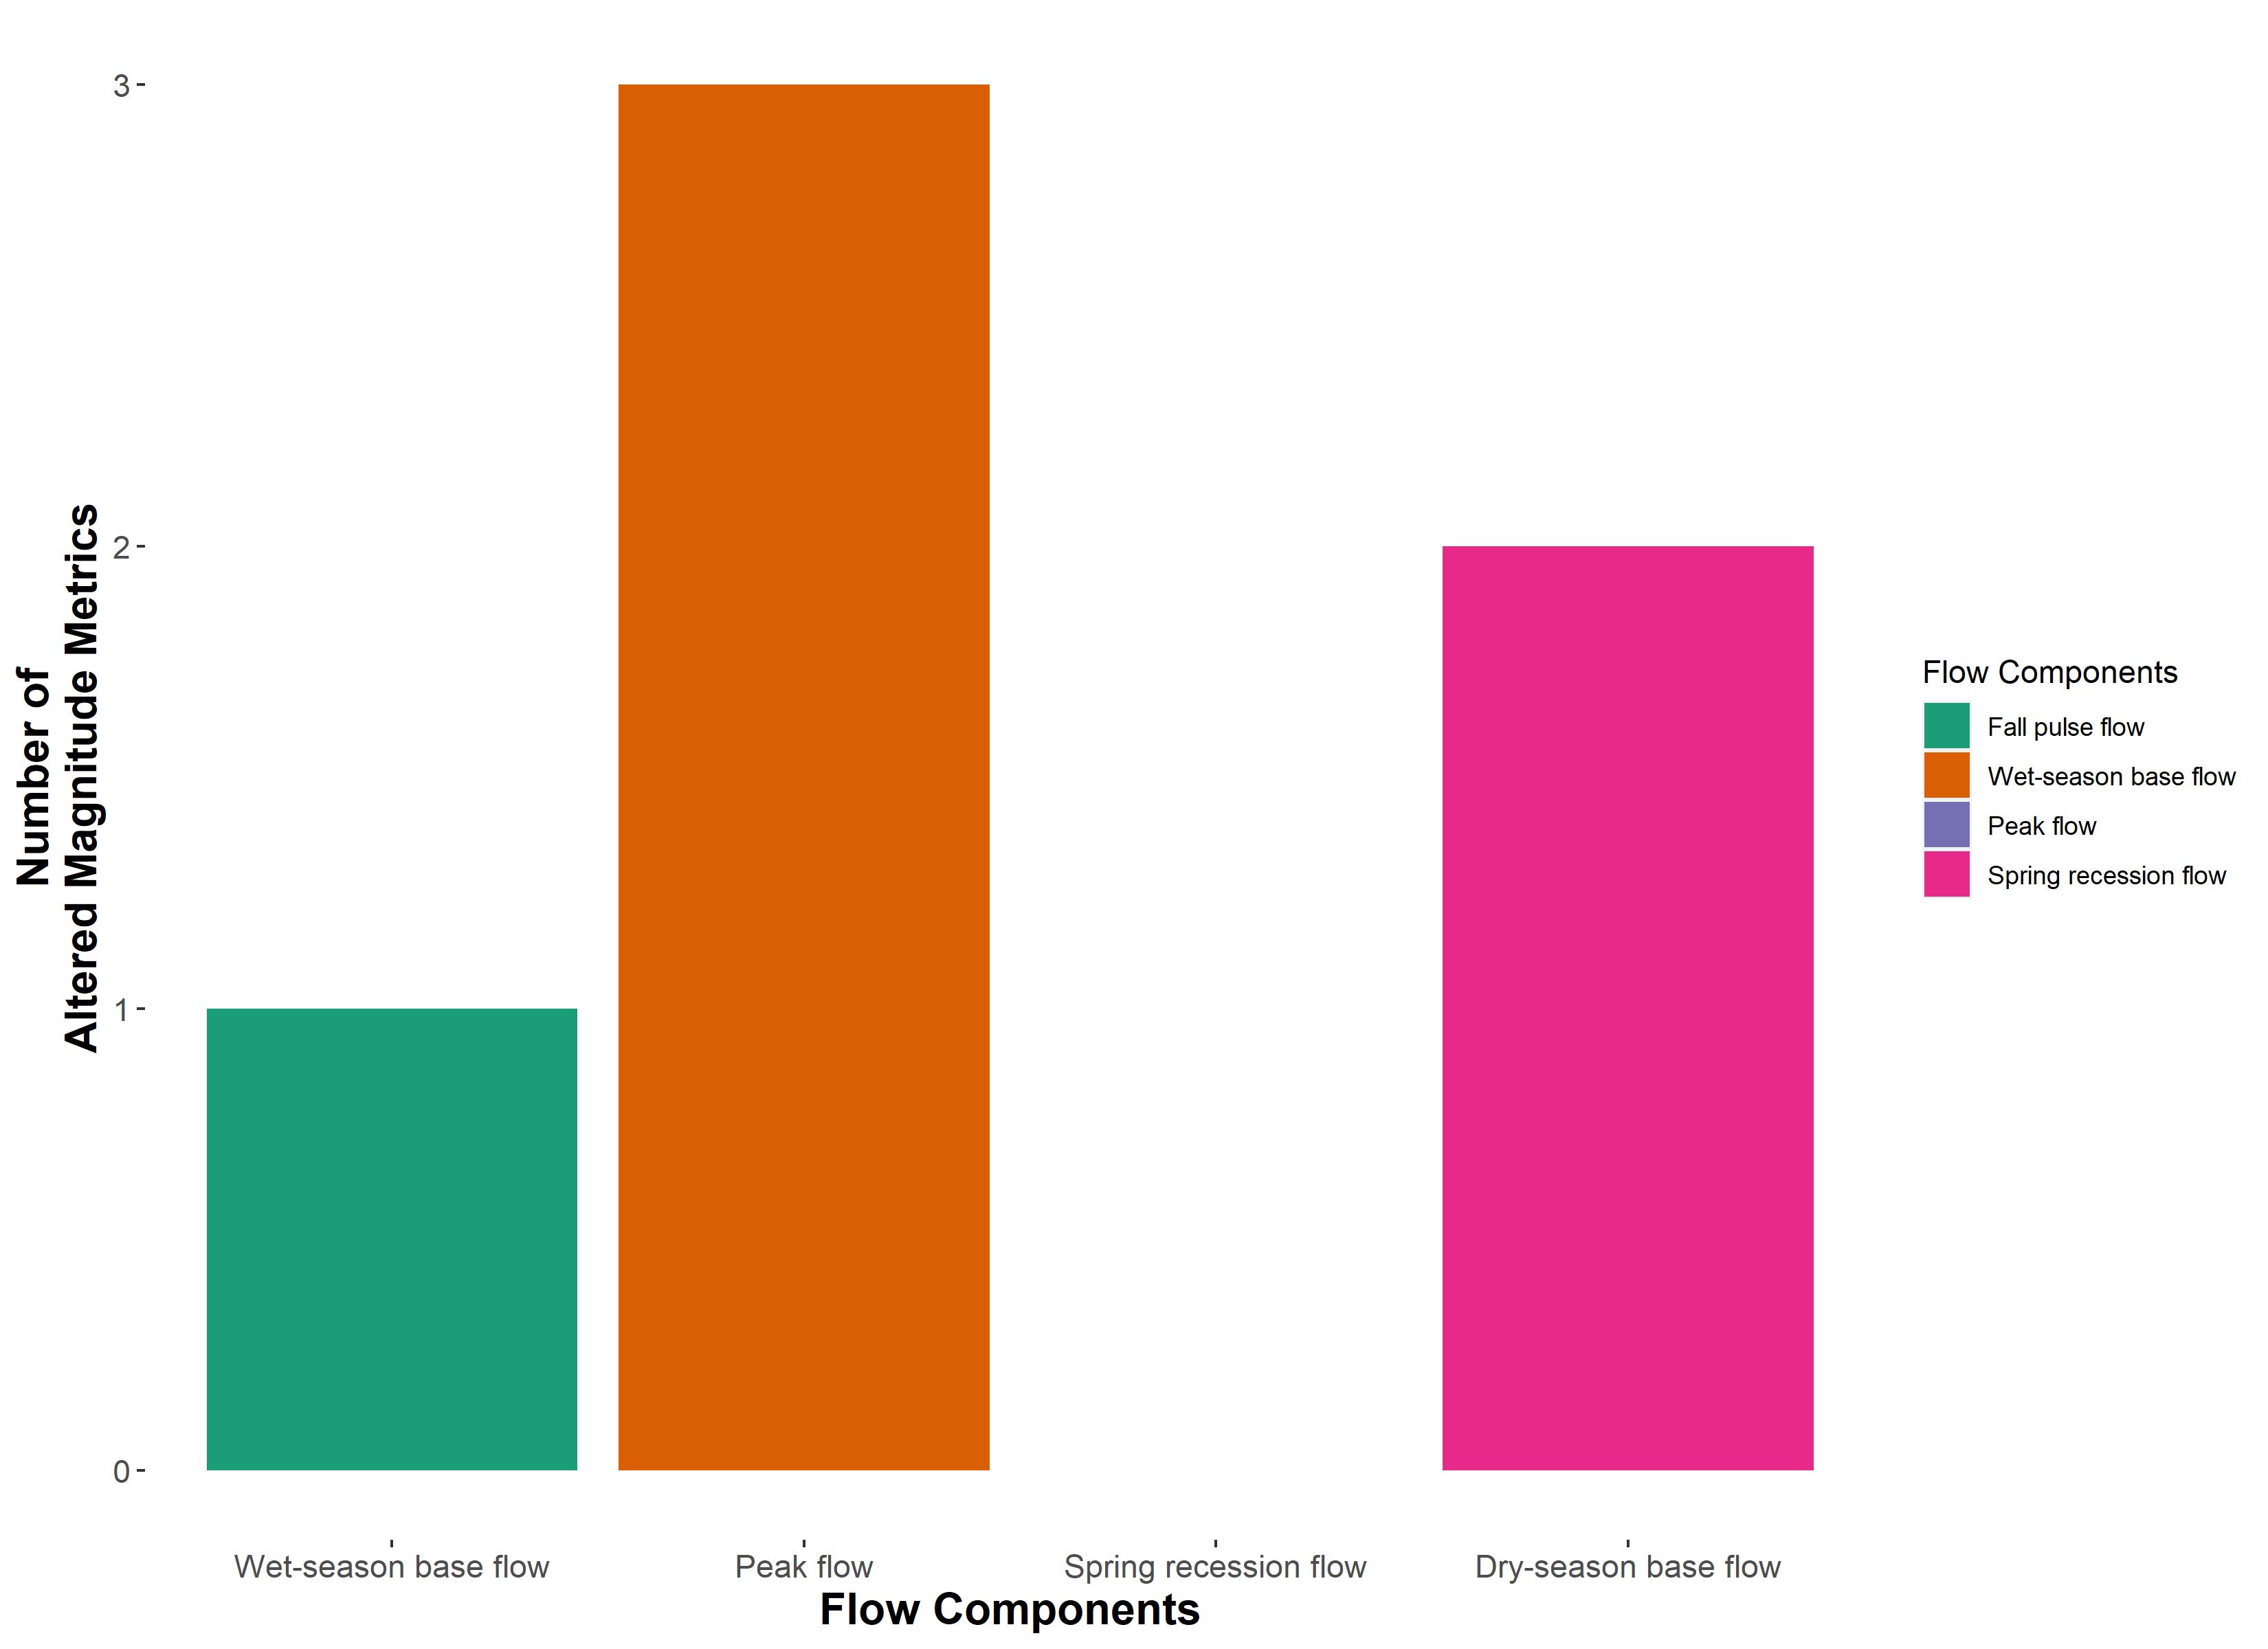 Number of
Altered Magnitude Metrics
3
2
1
0
Wet-season base flow
Peak flow
Spring recession flow
Dry-season base flow
Flow Components
Flow Components
Fall pulse flow
Wet-season base flow
Peak flow
Spring recession flow